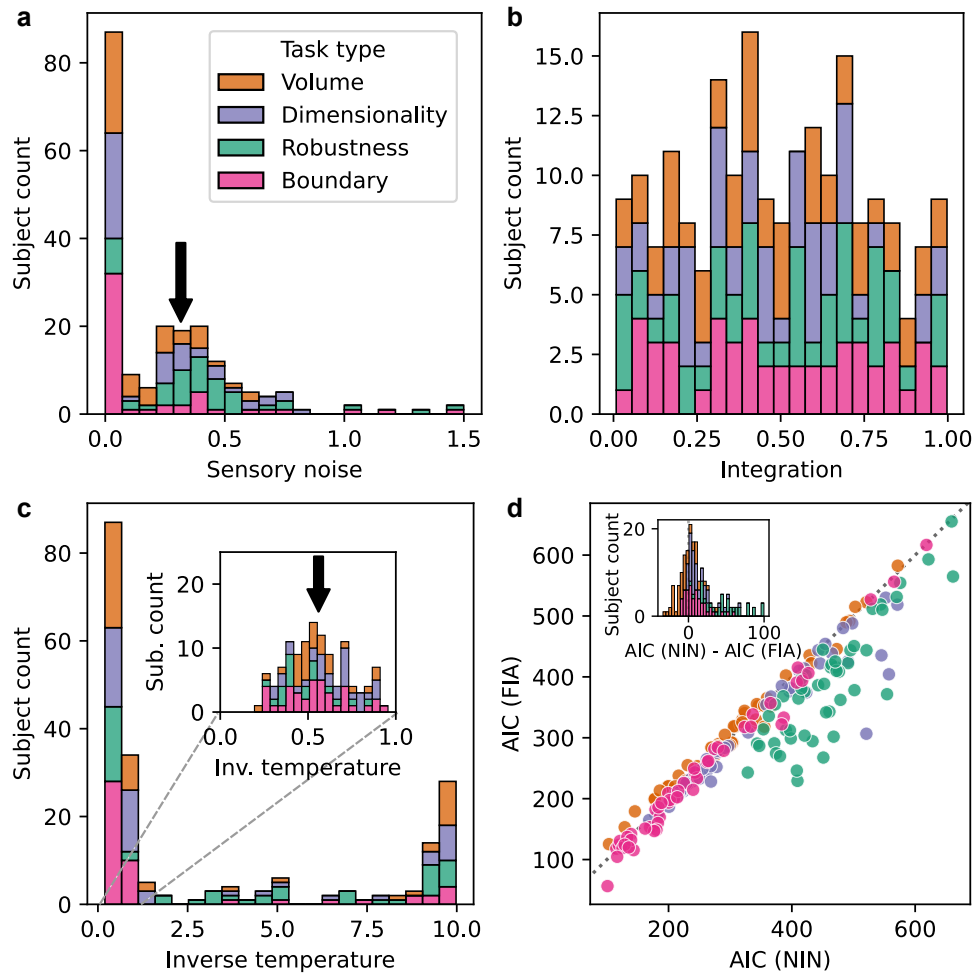 a
80
60
40
20
0
Subject count
0.0 0.5 1.0 1.5
Sensory noise
Task type
Volume
Dimensionality
Robustness
Boundary
b
15.0
12.5
10.0
7.5
5.0
2.5
0.0
Subject count
0.00 0.25 0.50 0.75 1.00
Integration
c
80
60
40
20
0
Subject count
0.0 2.5 5.0 7.5 10.0
Inverse temperature
20
10
0
Sub. count
0.0 0.5 1.0
Inv. temperature
d
600
500
400
300
200
100
AIC (FIA)
200 400 600
AIC (NIN)
20
0
Subject count
0 100
AIC (NIN) - AIC (FIA)